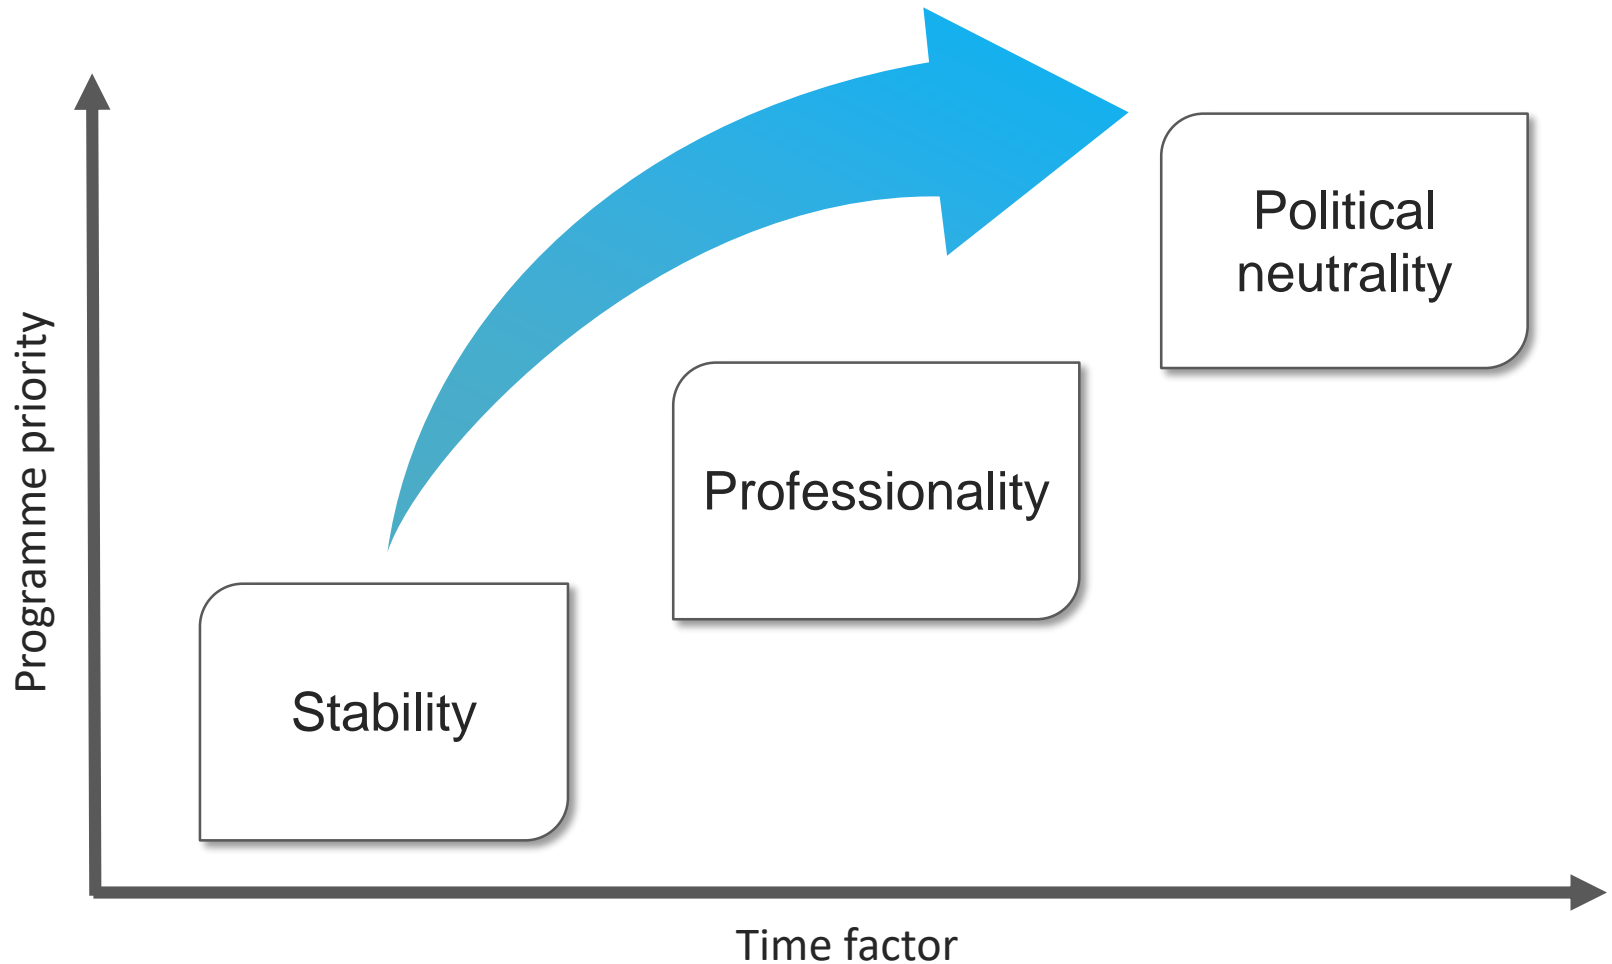 Programme priority
Political
neutrality
Professionality
Stability
Time factor